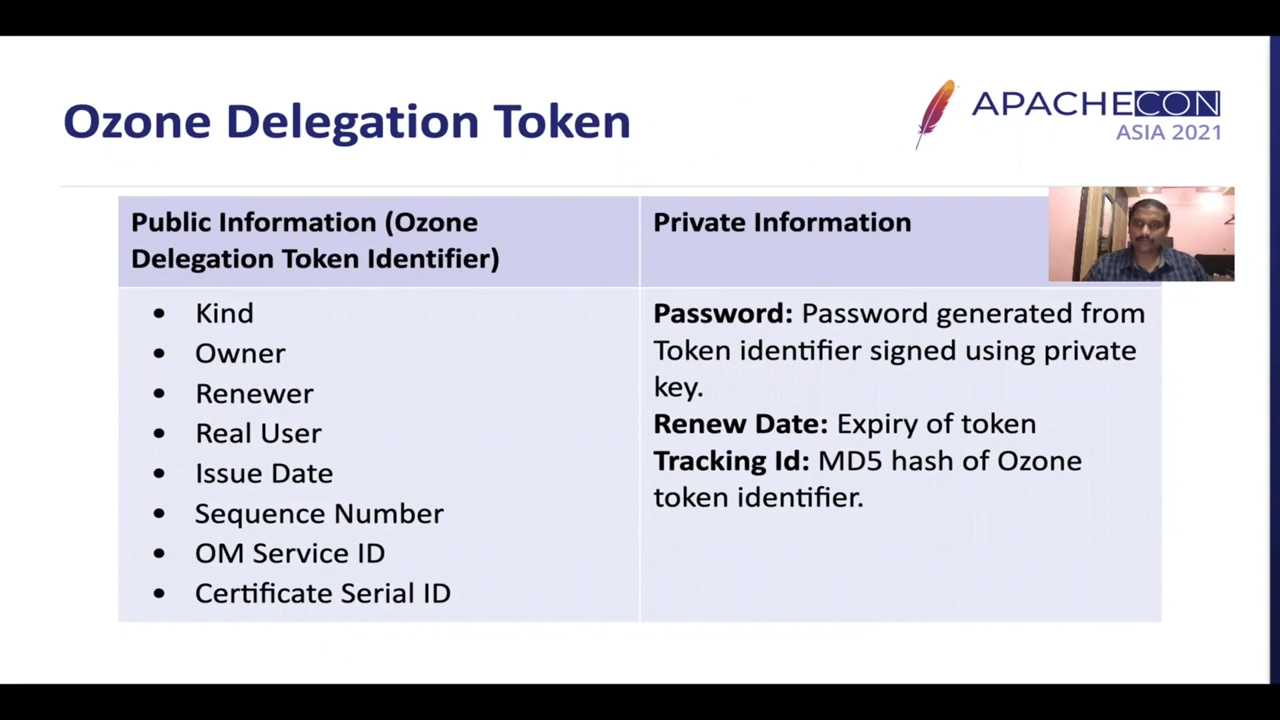 Ozone Delegation Token
APACHECON
ASIA 2021
Public Information (Ozone
Delegation Token Identifier)
Private Information
• Kind
• Owner
• Renewer
• Real User
• Issue Date
• Sequence Number
• OM Service ID
• Certificate Serial ID
Password: Password generated from
Token identifier signed using private
key.
Renew Date: Expiry of token
Tracking Id: MD5 hash of Ozone
token identifier.